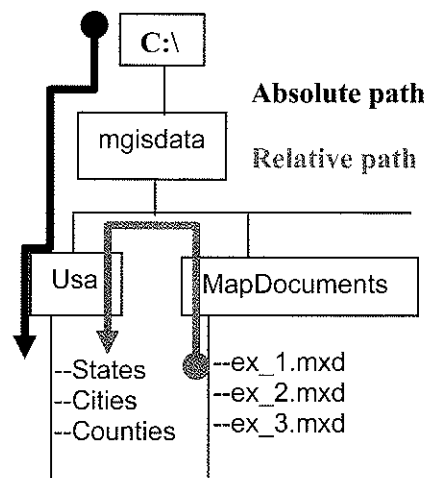 C:\
Absolute path
mgisdata
Relative path
Usa
MapDocuments
--States
--Cities
--Counties
--ex_1.mxd
--ex_2.mxd
--ex_3.mxd